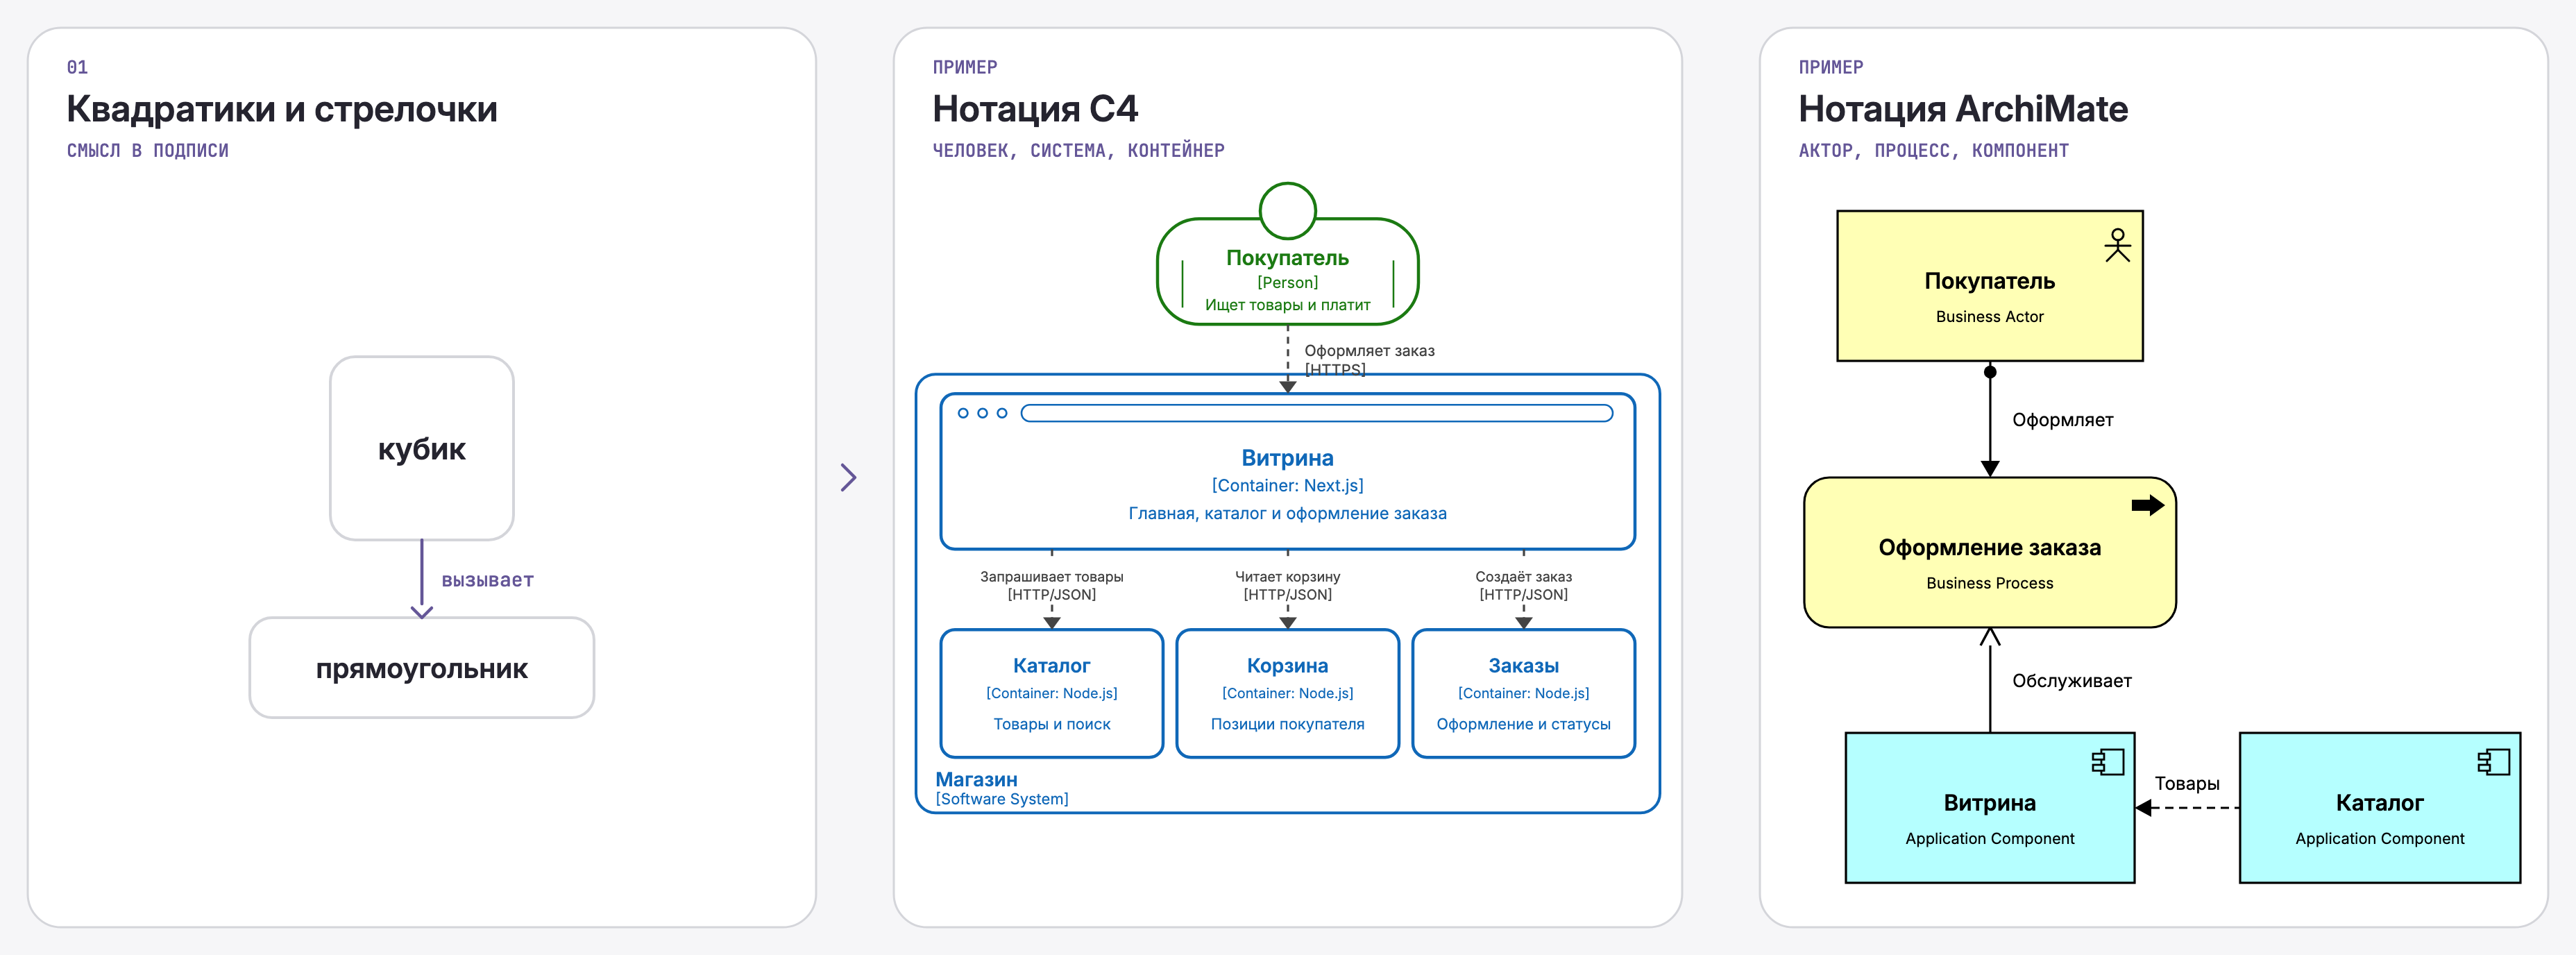 01
Квадратики и стрелочки
СМЫСЛ В ПОДПИСИ
кубик
вызывает
прямоугольник
ПРИМЕР
Нотация C4
ЧЕЛОВЕК, СИСТЕМА, КОНТЕЙНЕР
Покупатель
[Person]
Ищет товары и платит
Оформляет заказ
[HTTPS]
Витрина
[Container: Next.js]
Главная, каталог и оформление заказа
Запрашивает товары
[HTTP/JSON]
Читает корзину
[HTTP/JSON]
Создаёт заказ
[HTTP/JSON]
Каталог
[Container: Node.js]
Товары и поиск
Корзина
[Container: Node.js]
Позиции покупателя
Заказы
[Container: Node.js]
Оформление и статусы
Магазин
[Software System]
ПРИМЕР
Нотация ArchiMate
АКТОР, ПРОЦЕСС, КОМПОНЕНТ
Покупатель
Business Actor
Оформляет
Оформление заказа
Business Process
Обслуживает
Витрина
Application Component
Товары
Каталог
Application Component